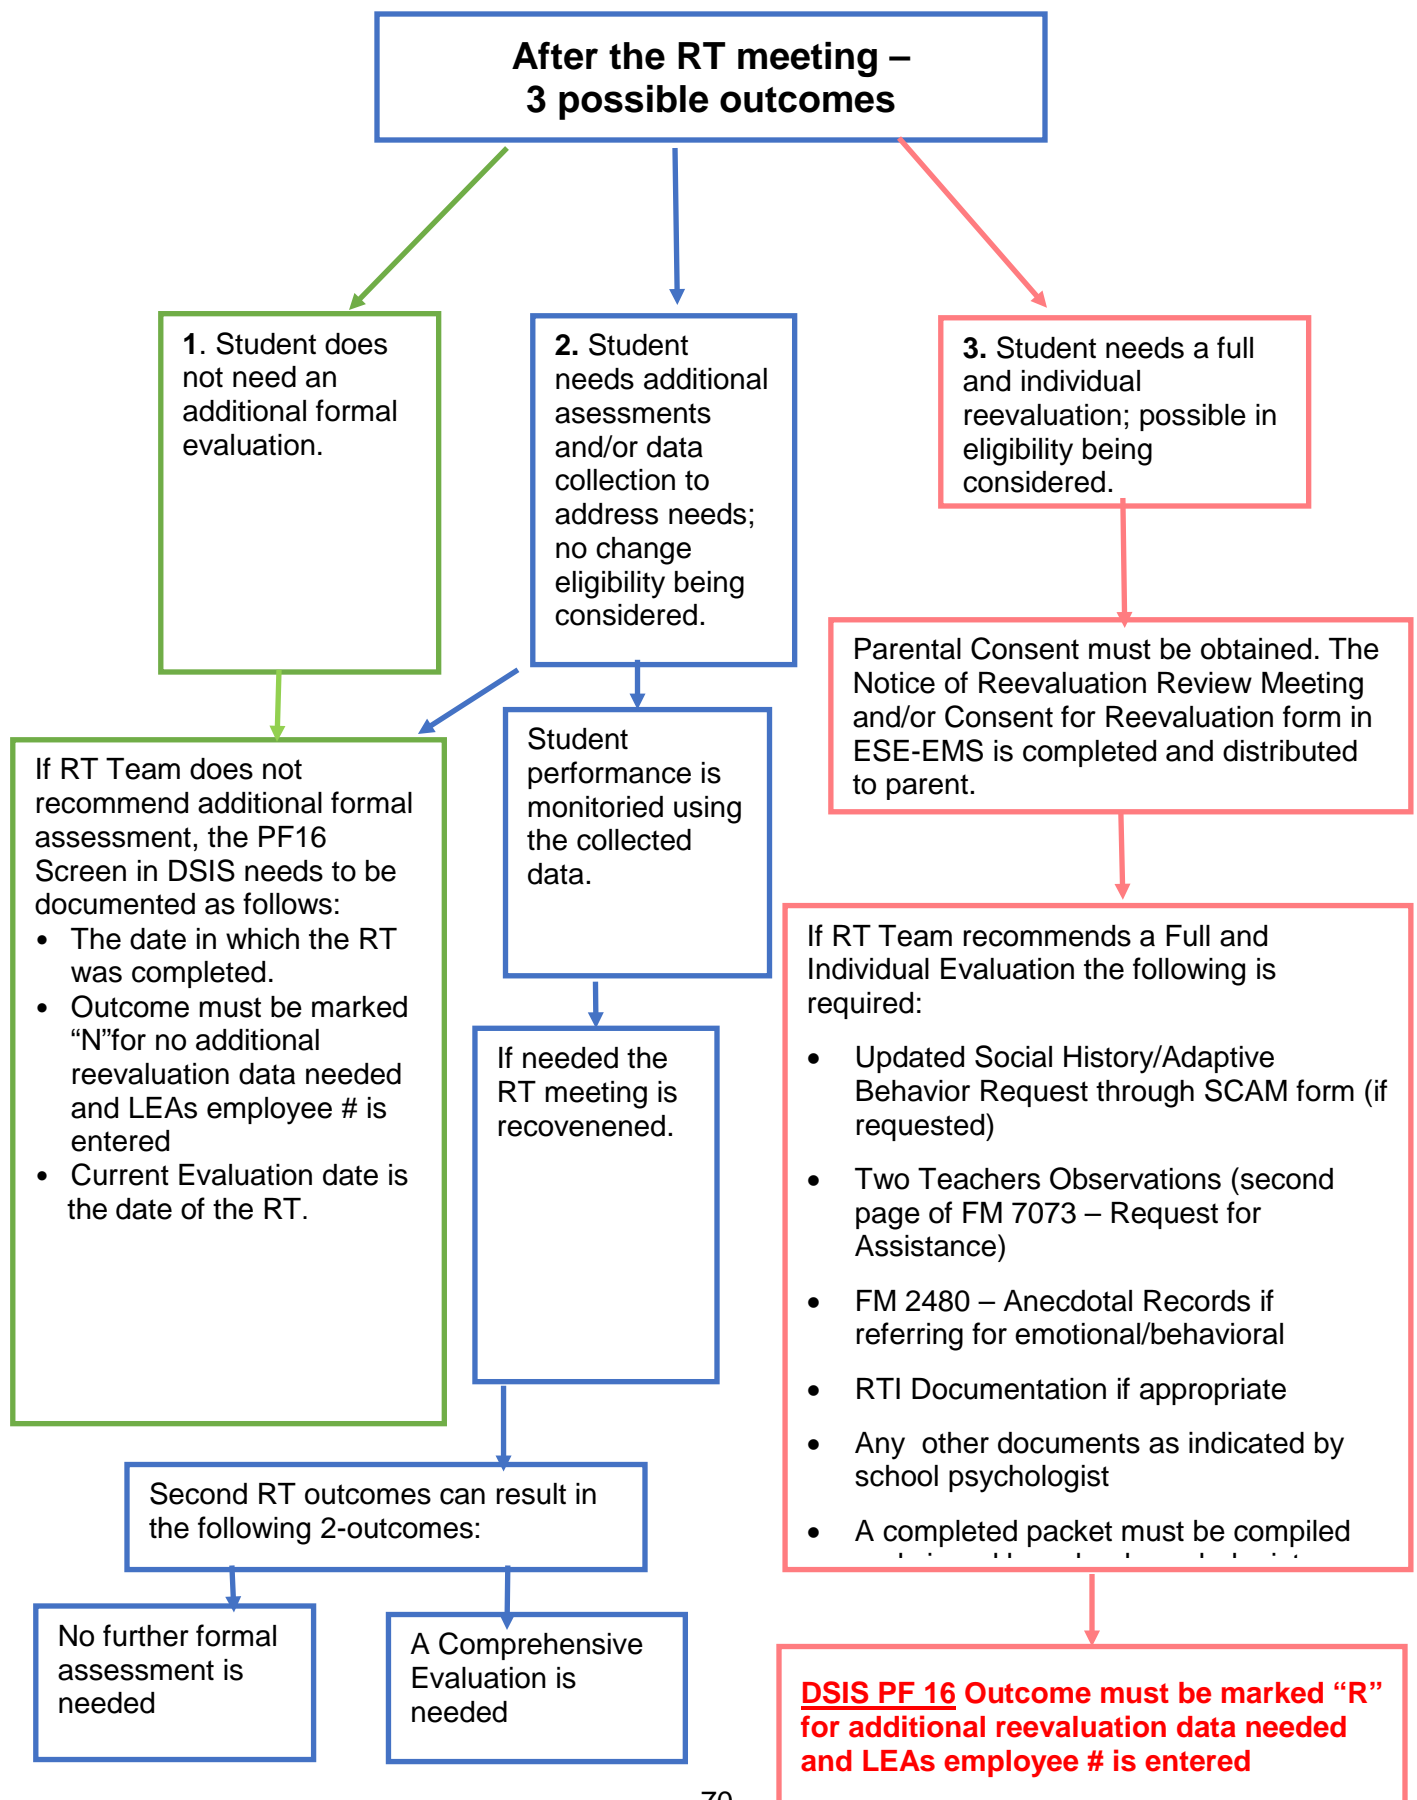 After the RT meeting –
3 possible outcomes
1. Student does
not need an
additional formal
evaluation.
2. Student
needs additional
asessments
and/or data
collection to
address needs;
no change
eligibility being
considered.
3. Student needs a full
and individual
reevaluation; possible in
eligibility being
considered.
Parental Consent must be obtained. The
Notice of Reevaluation Review Meeting
and/or Consent for Reevaluation form in
ESE-EMS is completed and distributed
to parent.
If RT Team does not
recommend additional formal
assessment, the PF16
Screen in DSIS needs to be
documented as follows:
• The date in which the RT
was completed.
• Outcome must be marked
“N”for no additional
reevaluation data needed
and LEAs employee # is
entered
• Current Evaluation date is
the date of the RT.
Student
performance is
monitoried using
the collected
data.
If needed the
RT meeting is
recovenened.
If RT Team recommends a Full and
Individual Evaluation the following is
required:
• Updated Social History/Adaptive
Behavior Request through SCAM form (if
requested)
• Two Teachers Observations (second
page of FM 7073 – Request for
Assistance)
• FM 2480 – Anecdotal Records if
referring for emotional/behavioral
• RTI Documentation if appropriate
• Any other documents as indicated by
school psychologist
• A completed packet must be compiled
Second RT outcomes can result in
the following 2-outcomes:
No further formal
assessment is
needed
A Comprehensive
Evaluation is
needed
DSIS PF 16 Outcome must be marked “R”
for additional reevaluation data needed
and LEAs employee # is entered
70